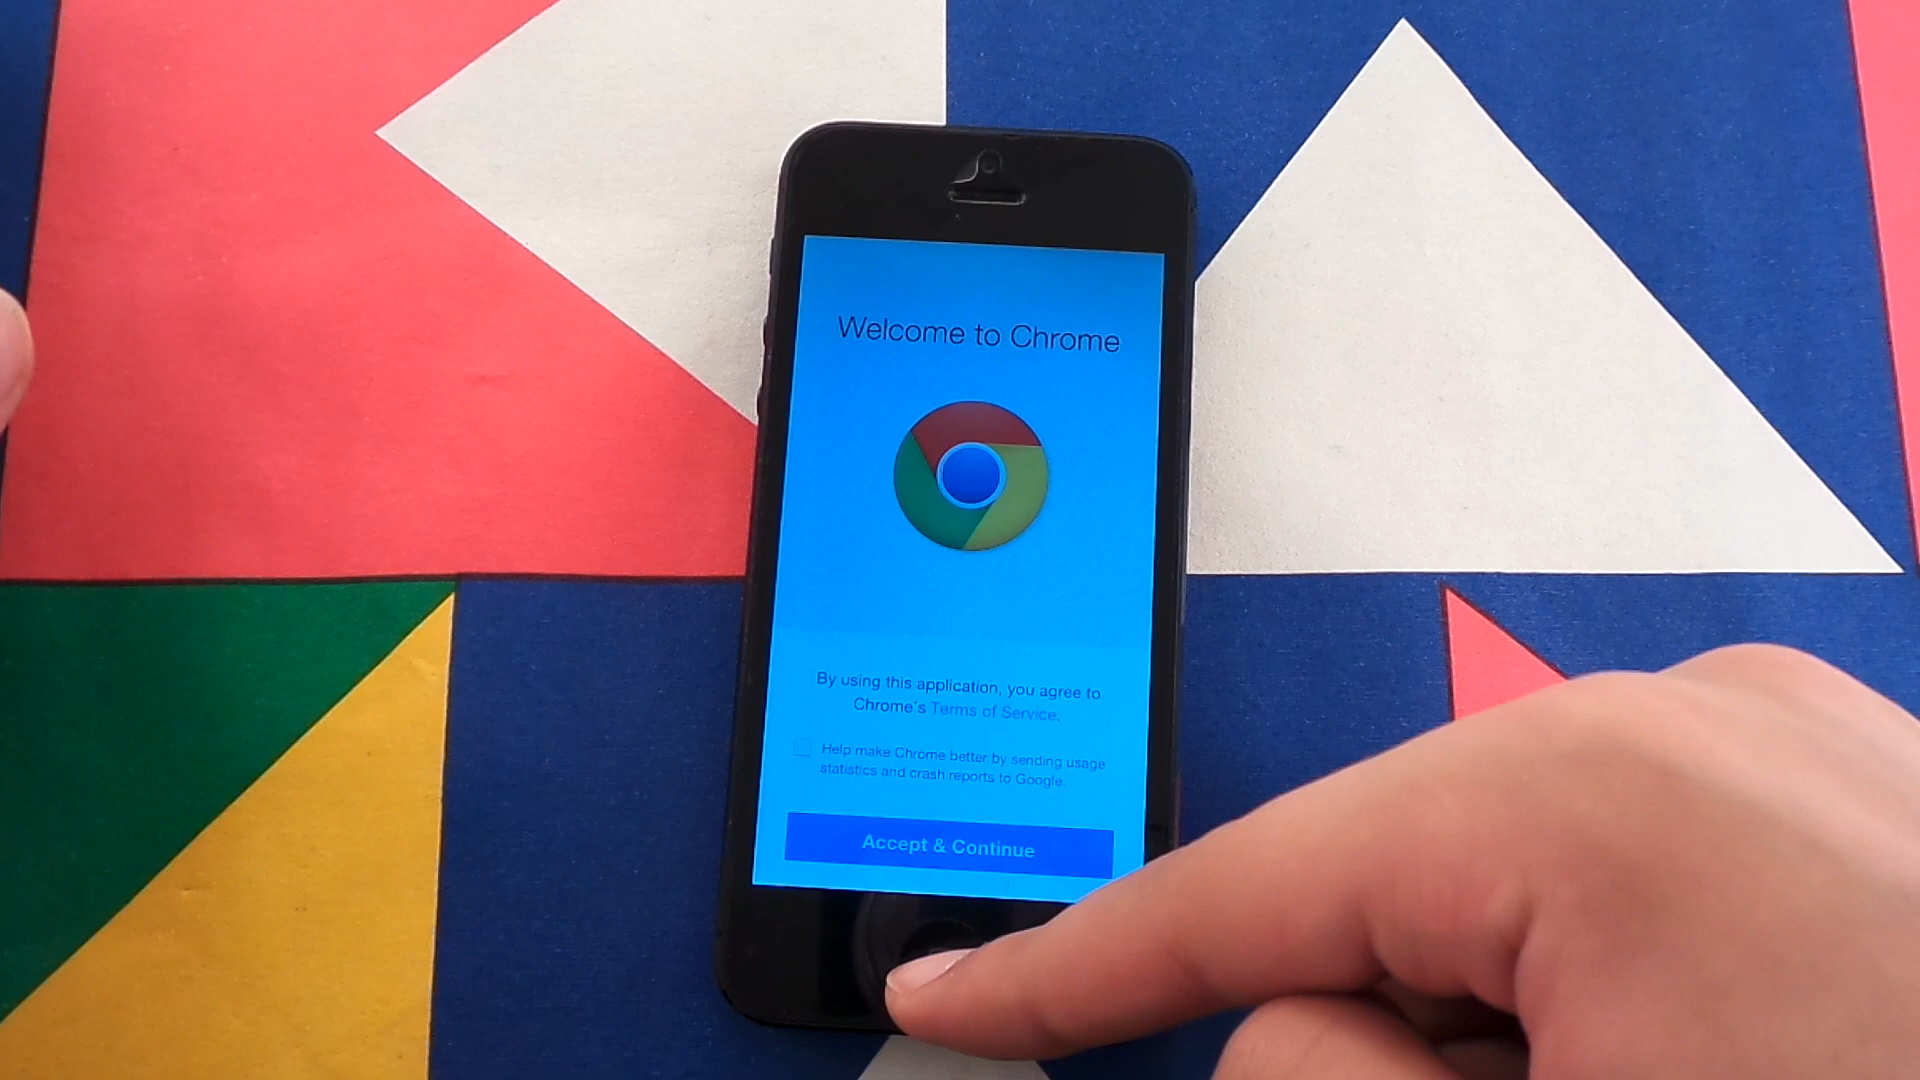 Welcome to Chrome
By using this application, you agree to
Chrome's Terms of Service.
Help make Chrome better by sending usage
statistics and crash reports to Google.
Accept & Continue